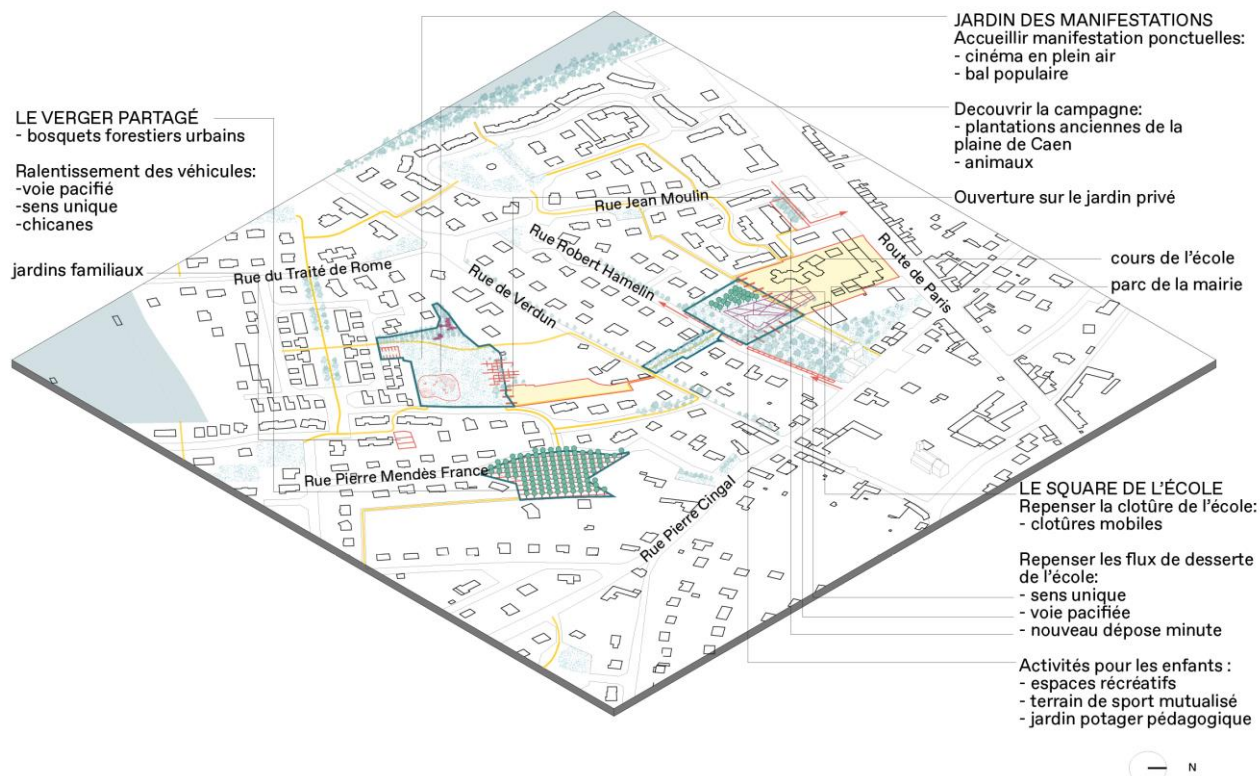 JARDIN DES MANIFESTATIONS
Accueillir manifestation ponctuelles:
- cinéma en plein air
- bal populaire
Decouvrir la campagne:
- plantations anciennes de la
plaine de Caen
- animaux
Ouverture sur le jardin privé
cours de l'école
parc de la mairie
LE VERGER PARTAGÉ
- bosquets forestiers urbains
Ralentissement des véhicules:
-voie pacifié
-sens unique
-chicanes
jardins familiaux
Rue Jean Moulin
Rue Robert Hamelin
Route de Paris
Rue du Traité de Rome
Rue de Verdun
Rue Pierre Mendès France
Rue Pierre Cingal
LE SQUARE DE L'ÉCOLE
Repenser la clotûre de l'école:
- clotûres mobiles
Repenser les flux de desserte
de l'école:
- sens unique
- voie pacifiée
- nouveau dépose minute
Activités pour les enfants :
- espaces récréatifs
- terrain de sport mutualisé
- jardin potager pédagogique
N